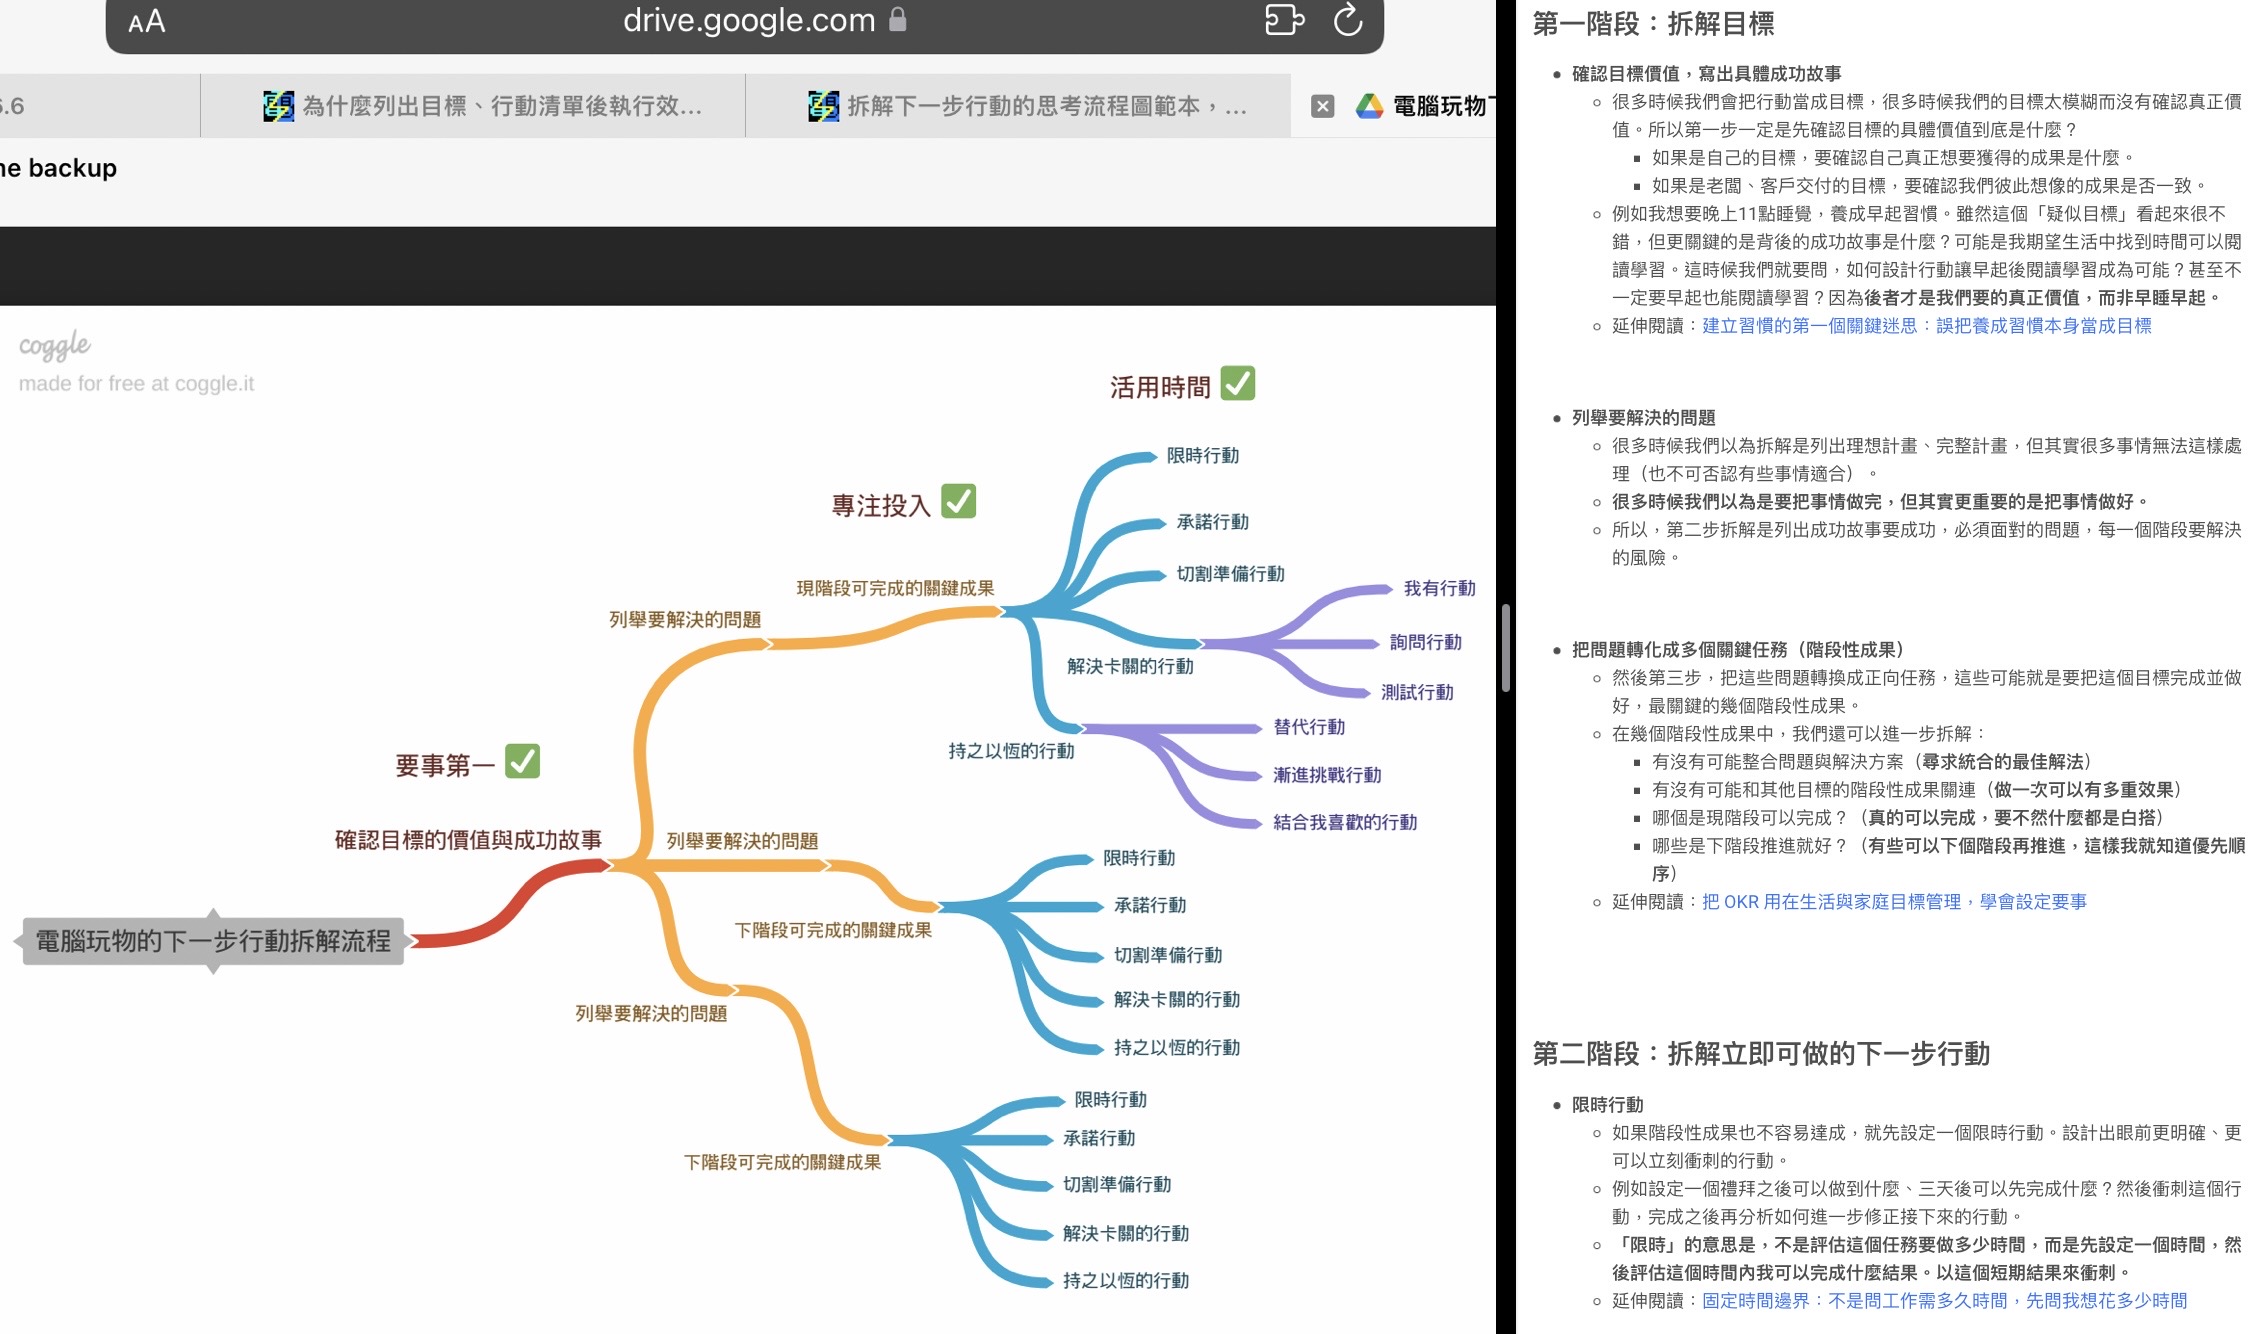 AA
drive.google.com
5.6
為什麼列出目標、行動清單後執行效...
拆解下一步行動的思考流程圖範本，...
電腦玩物
ne backup
coggle
made for free at coggle.it
活用時間
限時行動
專注投入
承諾行動
切割準備行動
現階段可完成的關鍵成果
我有行動
列舉要解決的問題
詢問行動
解決卡關的行動
測試行動
替代行動
持之以恆的行動
要事第一
漸進挑戰行動
結合我喜歡的行動
確認目標的價值與成功故事
列舉要解決的問題
限時行動
承諾行動
下階段可完成的關鍵成果
電腦玩物的下一步行動拆解流程
切割準備行動
解決卡關的行動
列舉要解決的問題
持之以恆的行動
限時行動
承諾行動
下階段可完成的關鍵成果
切割準備行動
解決卡關的行動
持之以恆的行動
第一階段：拆解目標
確認目標價值，寫出具體成功故事
很多時候我們會把行動當成目標，很多時候我們的目標太模糊而沒有確認真正價
值。所以第一步一定是先確認目標的具體價值到底是什麼？
如果是自己的目標，要確認自己真正想要獲得的成果是什麼。
如果是老闆、客戶交付的目標，要確認我們彼此想像的成果是否一致。
例如我想要晚上11點睡覺，養成早起習慣。雖然這個「疑似目標」看起來很不
錯，但更關鍵的是背後的成功故事是什麼？可能是我期望生活中找到時間可以閱
讀學習。這時候我們就要問，如何設計行動讓早起後閱讀學習成為可能？甚至不
一定要早起也能閱讀學習？因為後者才是我們要的真正價值，而非早睡早起。
延伸閱讀：建立習慣的第一個關鍵迷思：誤把養成習慣本身當成目標
列舉要解決的問題
很多時候我們以為拆解是列出理想計畫、完整計畫，但其實很多事情無法這樣處
理（也不可否認有些事情適合）。
很多時候我們以為是要把事情做完，但其實更重要的是把事情做好。
所以，第二步拆解是列出成功故事要成功，必須面對的問題，每一個階段要解決
的風險。
把問題轉化成多個關鍵任務（階段性成果）
然後第三步，把這些問題轉換成正向任務，這些可能就是要把這個目標完成並做
好，最關鍵的幾個階段性成果。
在幾個階段性成果中，我們還可以進一步拆解：
有沒有可能整合問題與解決方案（尋求統合的最佳解法）
有沒有可能和其他目標的階段性成果關連（做一次可以有多重效果）
哪個是現階段可以完成？（真的可以完成，要不然什麼都是白搭）
哪些是下階段推進就好？（有些可以下個階段再推進，這樣我就知道優先順
序）
延伸閱讀：把 OKR 用在生活與家庭目標管理，學會設定要事
第二階段：拆解立即可做的下一步行動
限時行動
如果階段性成果也不容易達成，就先設定一個限時行動。設計出眼前更明確、更
可以立刻衝刺的行動。
例如設定一個禮拜之後可以做到什麼、三天後可以先完成什麼？然後衝刺這個行
動，完成之後再分析如何進一步修正接下來的行動。
「限時」的意思是，不是評估這個任務要做多少時間，而是先設定一個時間，然
後評估這個時間內我可以完成什麼結果。以這個短期結果來衝刺。
延伸閱讀：固定時間邊界：不是問工作需多久時間，先問我想花多少時間